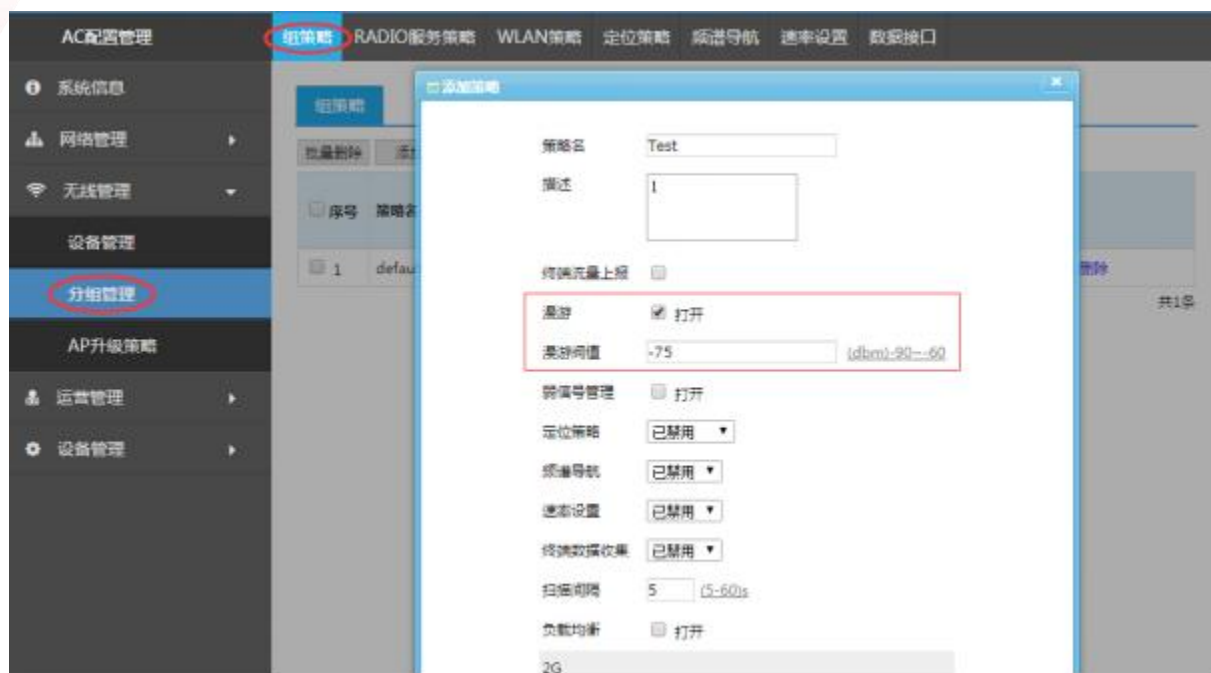 AC配置管理
组策略 RADIO服务策略 WLAN策略 定位策略 频谱导航 速率设置 数据接口
系统信息
网络管理
无线管理
设备管理
分组管理
AP升级策略
运营管理
设备管理
组策略
批量删除 添
序号 策略名
1 defau
删除
共1条
添加策略
策略名 Test
描述 1
终端流量上报
漫游 打开
漫游阀值 -75 (dbm)-90~-60
弱信号管理 打开
定位策略 已禁用
频谱导航 已禁用
速率设置 已禁用
终端数据收集 已禁用
扫描间隔 5 (5-60)s
负载均衡 打开
2G